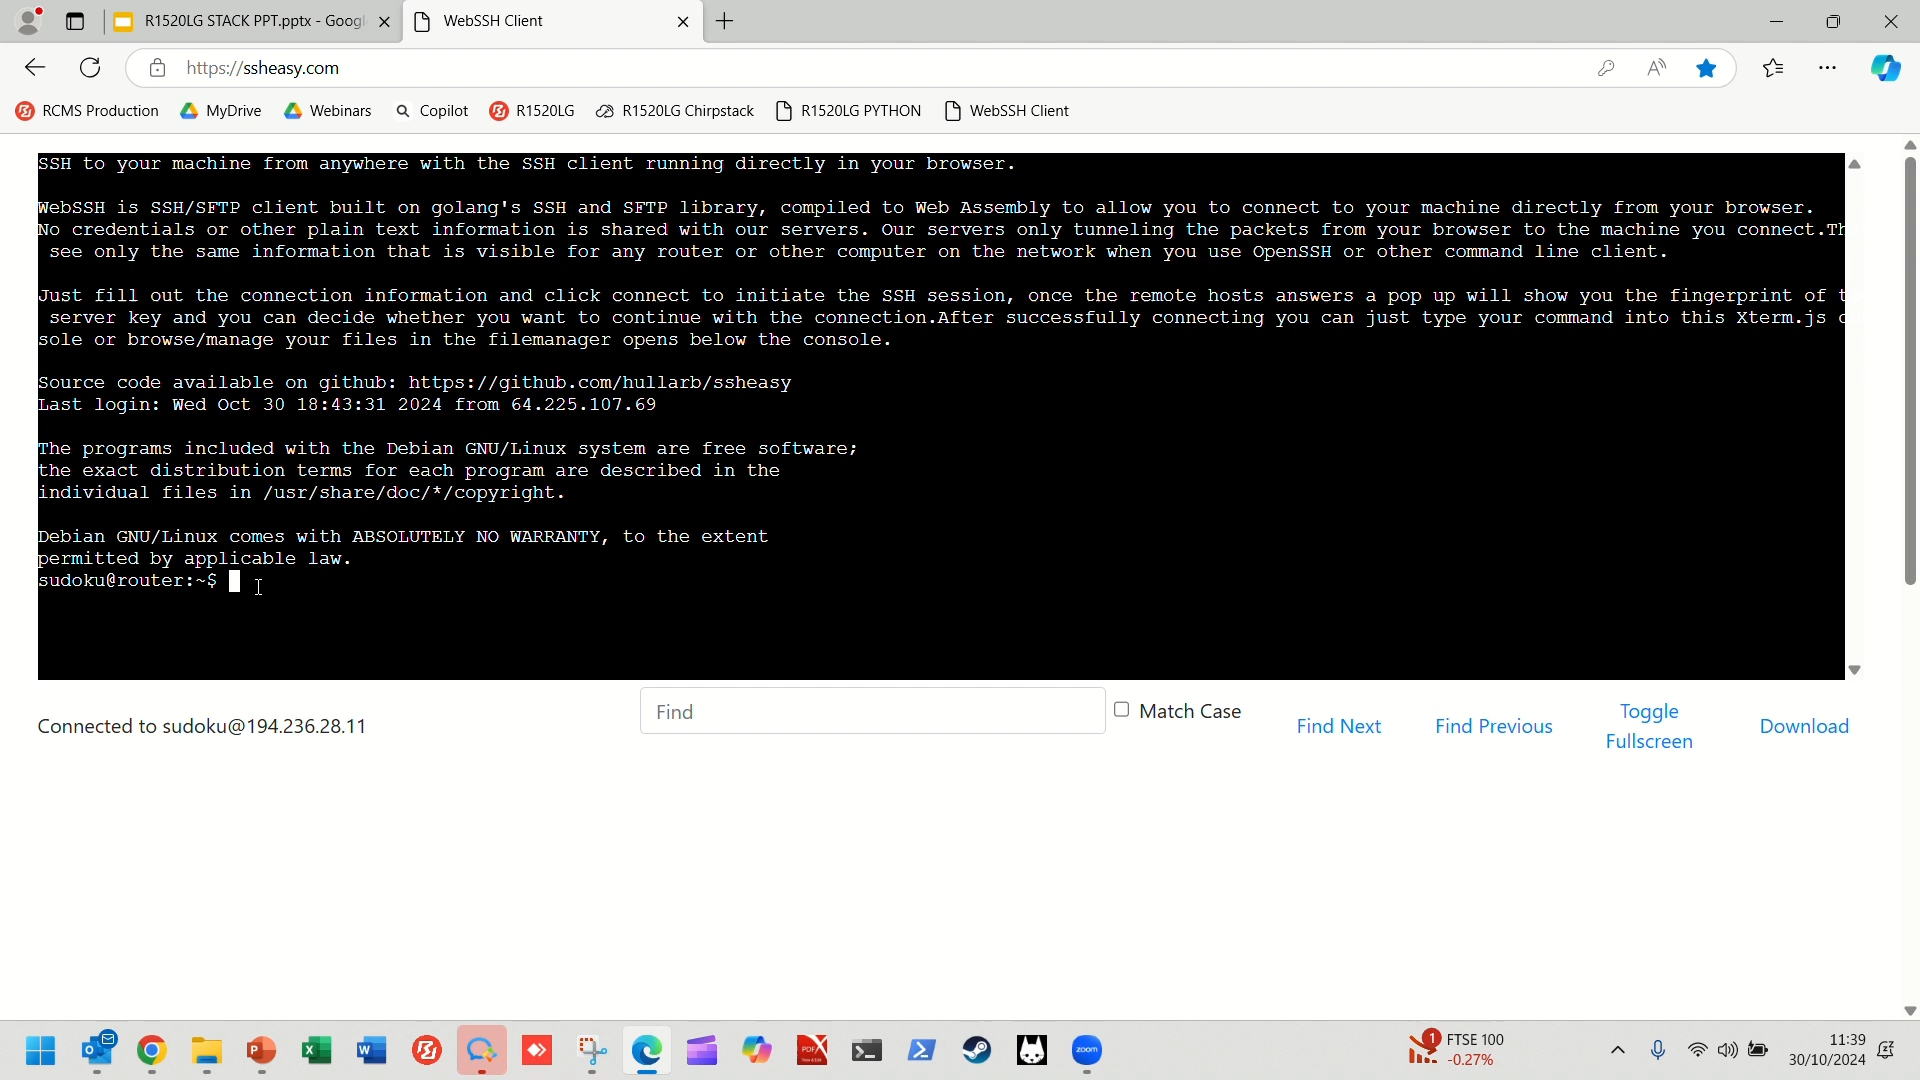 R1520LG STACK PPT.pptx - Googl
WebSSH Client
https://ssheasy.com
RCMS Production
MyDrive
Webinars
Copilot
R1520LG
R1520LG Chirpstack
R1520LG PYTHON
WebSSH Client
SSH to your machine from anywhere with the SSH client running directly in your browser.
WebSSH is SSH/SFTP client built on golang's SSH and SFTP library, compiled to Web Assembly to allow you to connect to your machine directly from your browser.
No credentials or other plain text information is shared with our servers. Our servers only tunneling the packets from your browser to the machine you connect.Th
see only the same information that is visible for any router or other computer on the network when you use OpenSSH or other command line client.
Just fill out the connection information and click connect to initiate the SSH session, once the remote hosts answers a pop up will show you the fingerprint of t
server key and you can decide whether you want to continue with the connection.After successfully connecting you can just type your command into this Xterm.js c
sole or browse/manage your files in the filemanager opens below the console.
Source code available on github: https://github.com/hullarb/ssheasy
Last login: Wed Oct 30 18:43:31 2024 from 64.225.107.69
The programs included with the Debian GNU/Linux system are free software;
the exact distribution terms for each program are described in the
individual files in /usr/share/doc/*/copyright.
Debian GNU/Linux comes with ABSOLUTELY NO WARRANTY, to the extent
permitted by applicable law.
sudoku@router:~$
Connected to sudoku@194.236.28.11
Find
Match Case
Find Next
Find Previous
Toggle
Fullscreen
Download
zoom
1
FTSE 100
-0.27%
11:39
30/10/2024